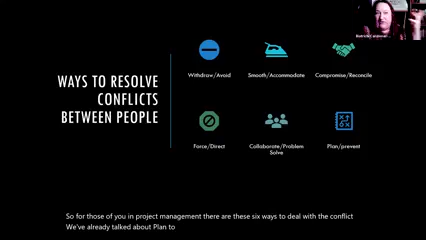 WAYS TO RESOLVE
CONFLICTS
BETWEEN PEOPLE
Withdraw/Avoid
Smooth/Accommodate
Compromise/Reconcile
Force/Direct
Collaborate/Problem
Solve
Plan/prevent
So for those of you in project management there are these six ways to deal with the conflict
We've already talked about Plan to